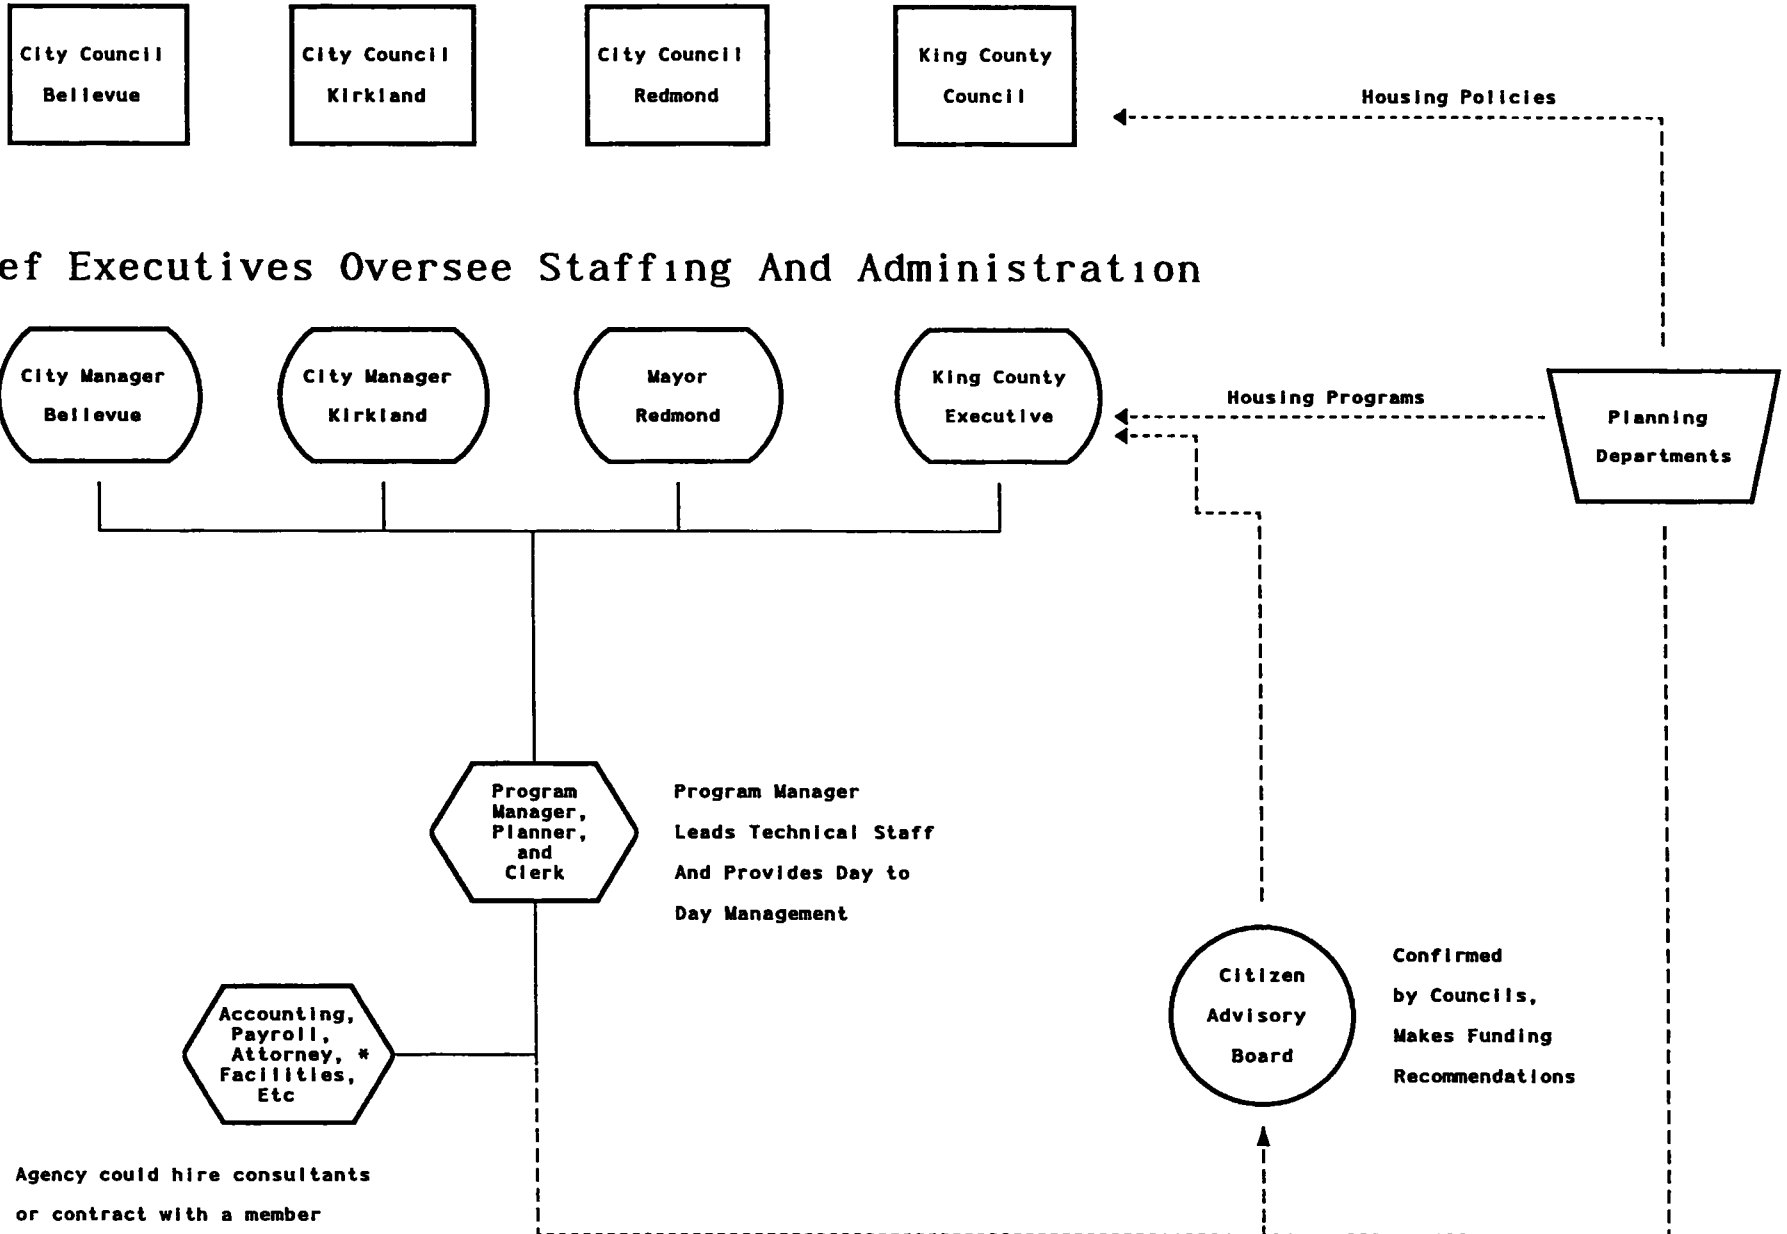 City Council
Bellevue
City Council
Kirkland
City Council
Redmond
King County
Council
Housing Policies
ef Executives Oversee Staffing And Administration
City Manager
Bellevue
City Manager
Kirkland
Mayor
Redmond
King County
Executive
Housing Programs
Planning
Departments
Program
Manager,
Planner,
and
Clerk
Program Manager
Leads Technical Staff
And Provides Day to
Day Management
Citizen
Advisory
Board
Confirmed
by Councils,
Makes Funding
Recommendations
Accounting,
Payroll,
Attorney, *
Facilities,
Etc
Agency could hire consultants
or contract with a member